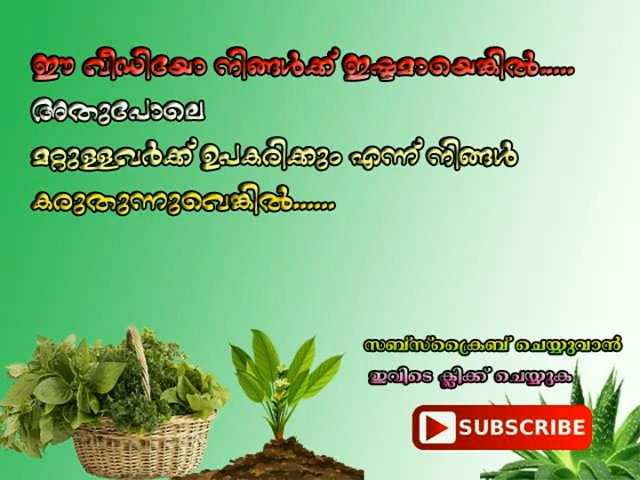 ഈ വീഡിയോ നിങ്ങൾക്ക് ഇഷ്ടമായെങ്കിൽ.....
അതുപോലെ
മറ്റുള്ളവർക്ക് ഉപകരിക്കും എന്ന് നിങ്ങൾ
കരുതുന്നുവെങ്കിൽ......
സബ്സ്ക്രൈബ് ചെയ്യുവാൻ
ഇവിടെ ക്ലിക്ക് ചെയ്യുക
SUBSCRIBE